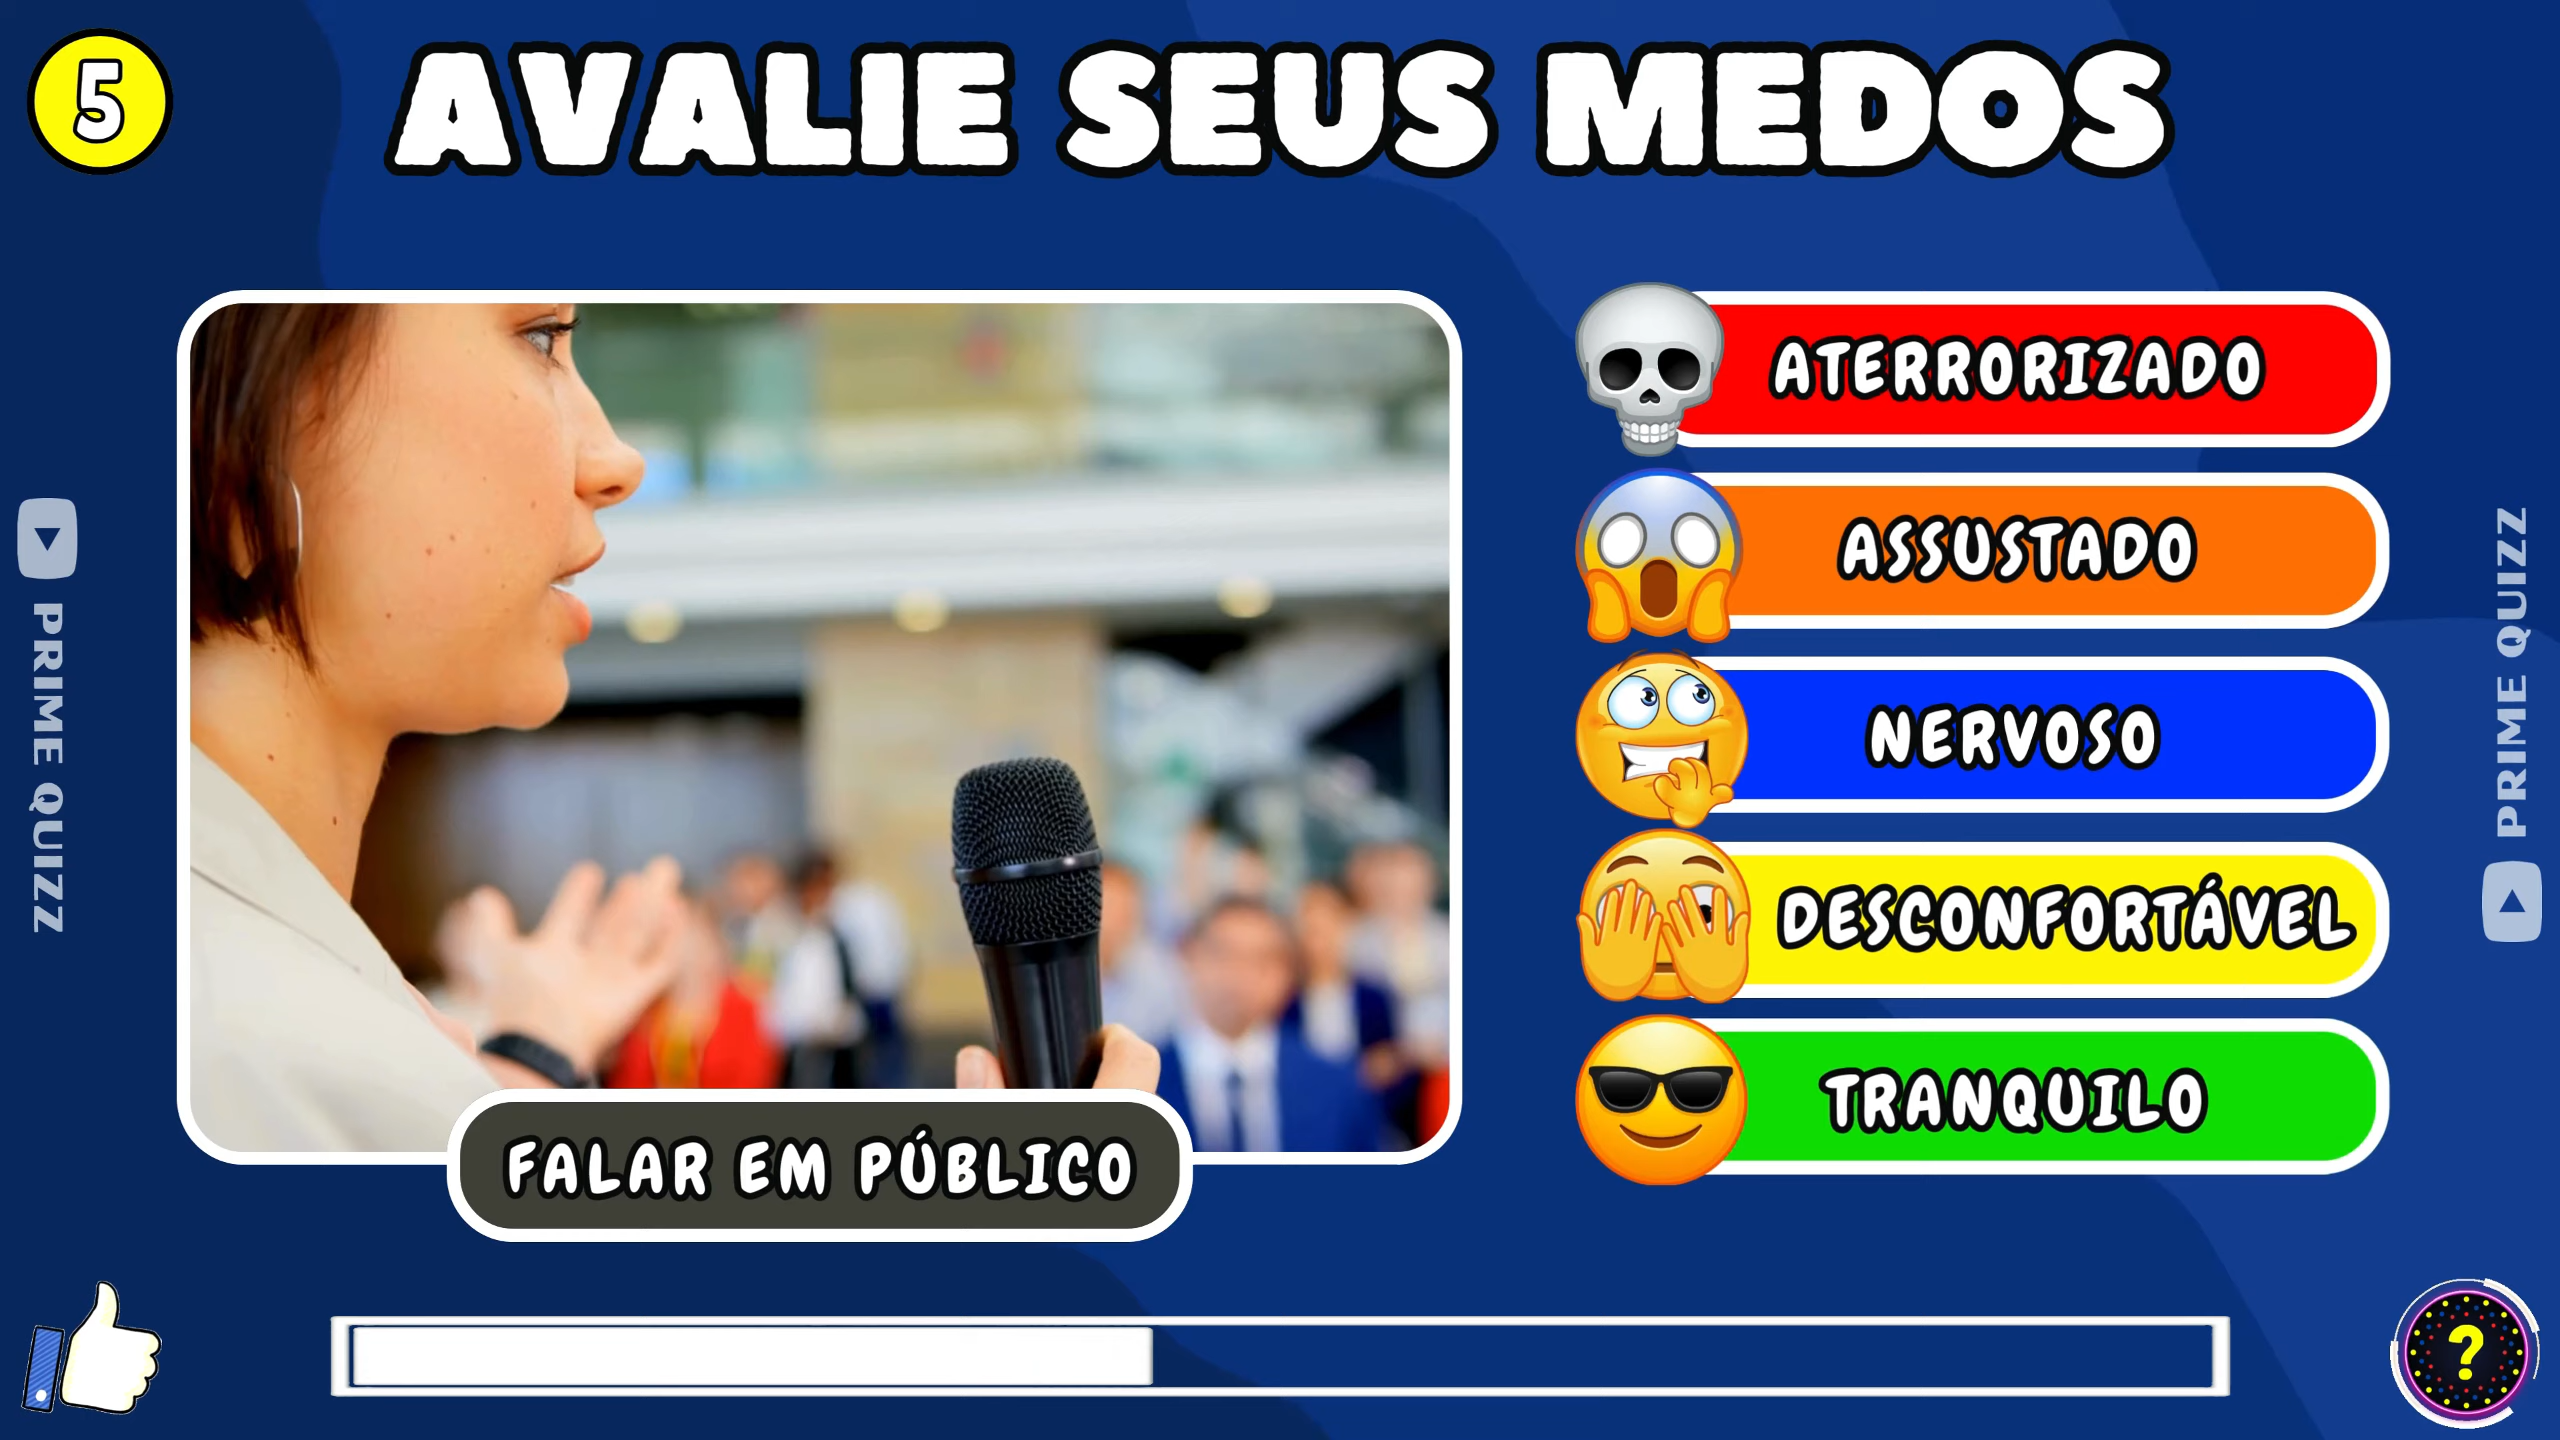 5
AVALIE SEUS MEDOS
ATERRORIZADO
ASSUSTADO
NERVOSO
DESCONFORTÁVEL
TRANQUILO
FALAR EM PÚBLICO
PRIME QUIZZ
PRIME QUIZZ
?